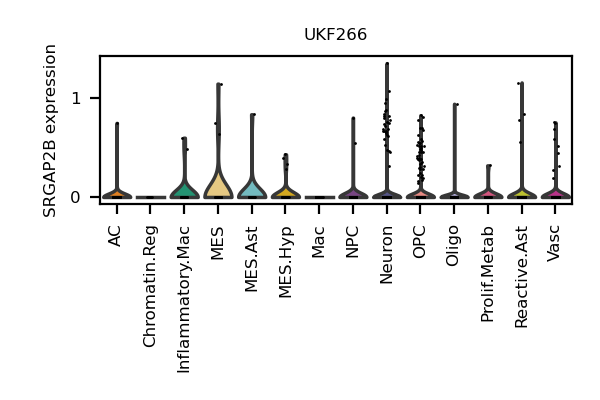 UKF266
SRGAP2B expression
1
0
AC
Chromatin.Reg
Inflammatory.Mac
MES
MES.Ast
MES.Hyp
Mac
NPC
Neuron
OPC
Oligo
Prolif.Metab
Reactive.Ast
Vasc